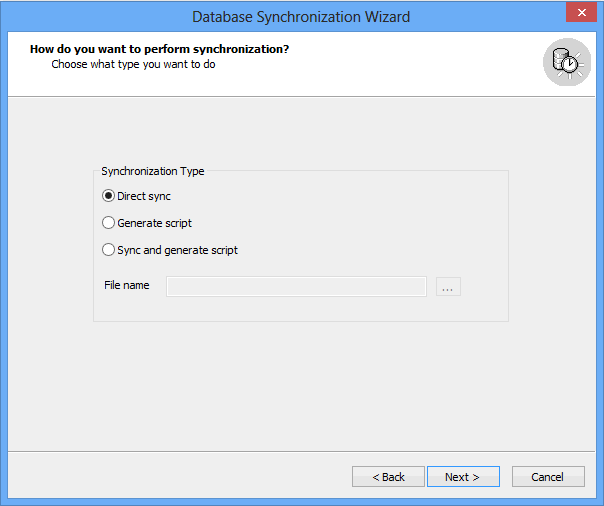 Database Synchronization Wizard
How do you want to perform synchronization?
Choose what type you want to do
Synchronization Type
Direct sync
Generate script
Sync and generate script
File name ...
< Back Next > Cancel